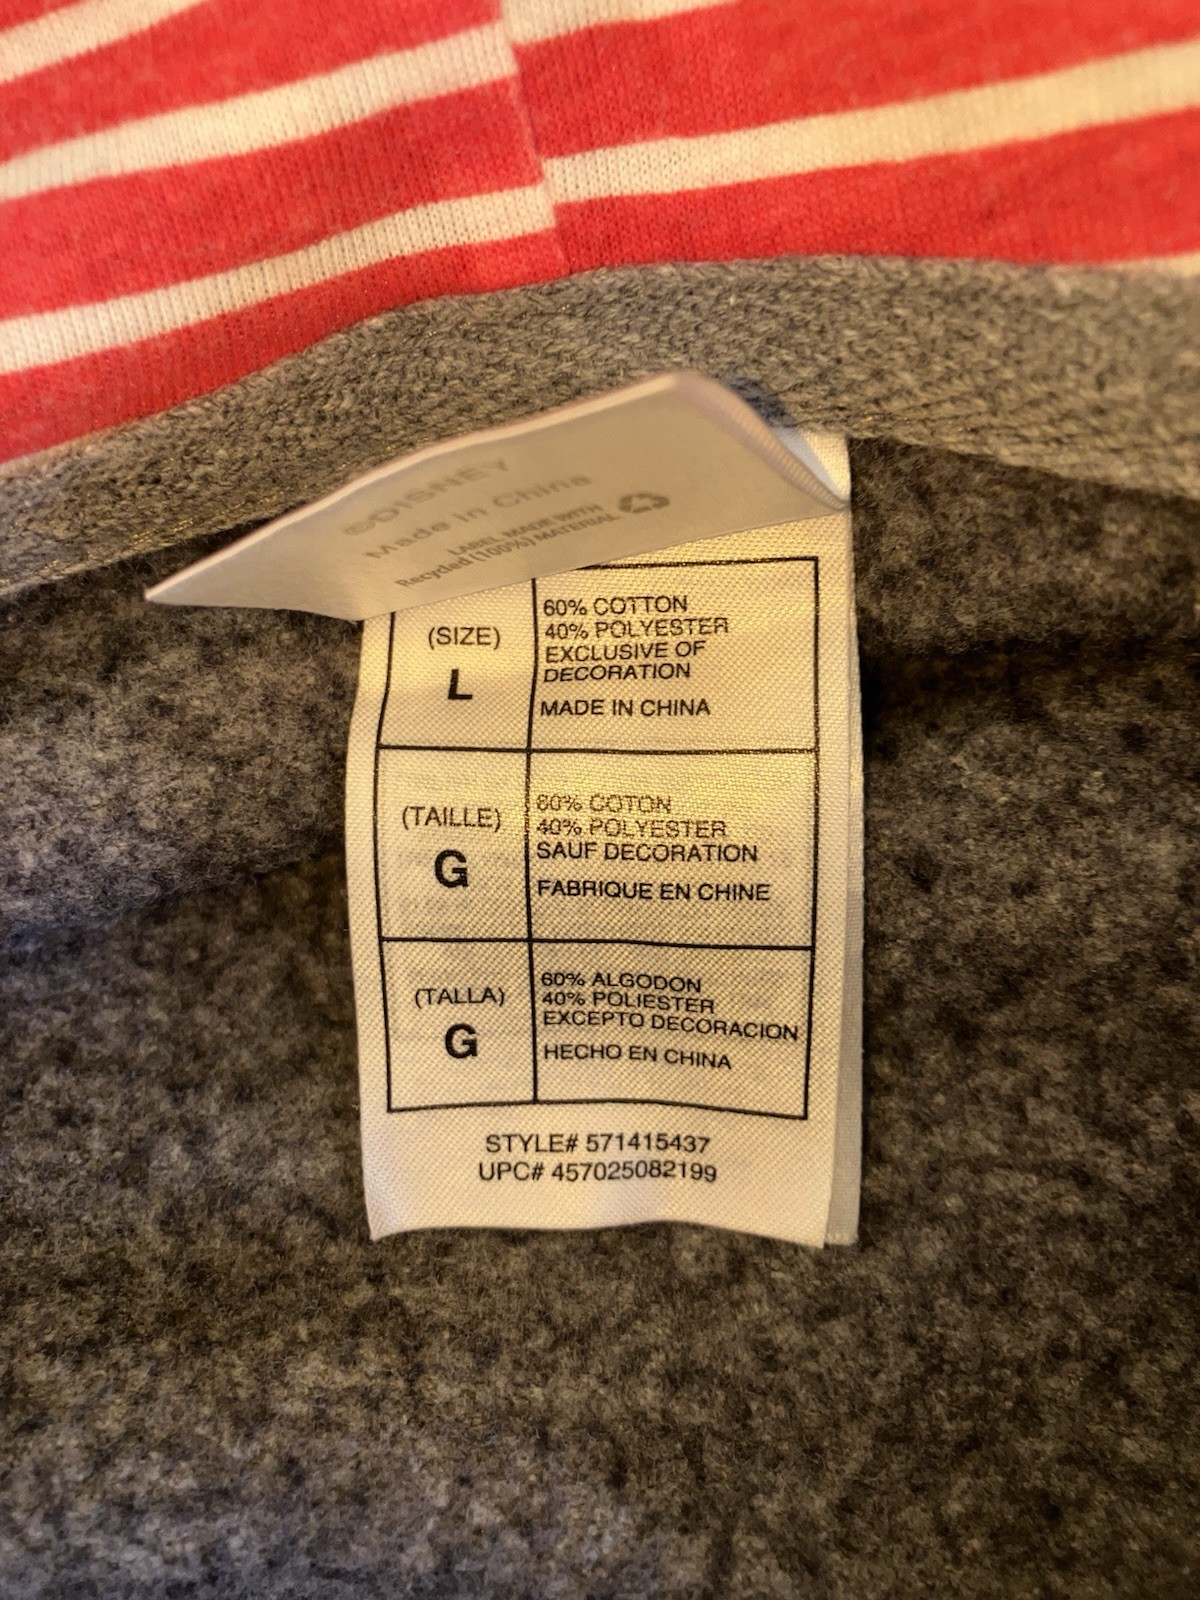 ©DISNEY
Made in China
LABEL MADE WITH
Recycled (100%) MATERIAL
(SIZE)
L
60% COTTON
40% POLYESTER
EXCLUSIVE OF
DECORATION
MADE IN CHINA
(TAILLE)
G
60% COTON
40% POLYESTER
SAUF DECORATION
FABRIQUE EN CHINE
(TALLA)
G
60% ALGODON
40% POLIESTER
EXCEPTO DECORACION
HECHO EN CHINA
STYLE# 571415437
UPC# 457025082199